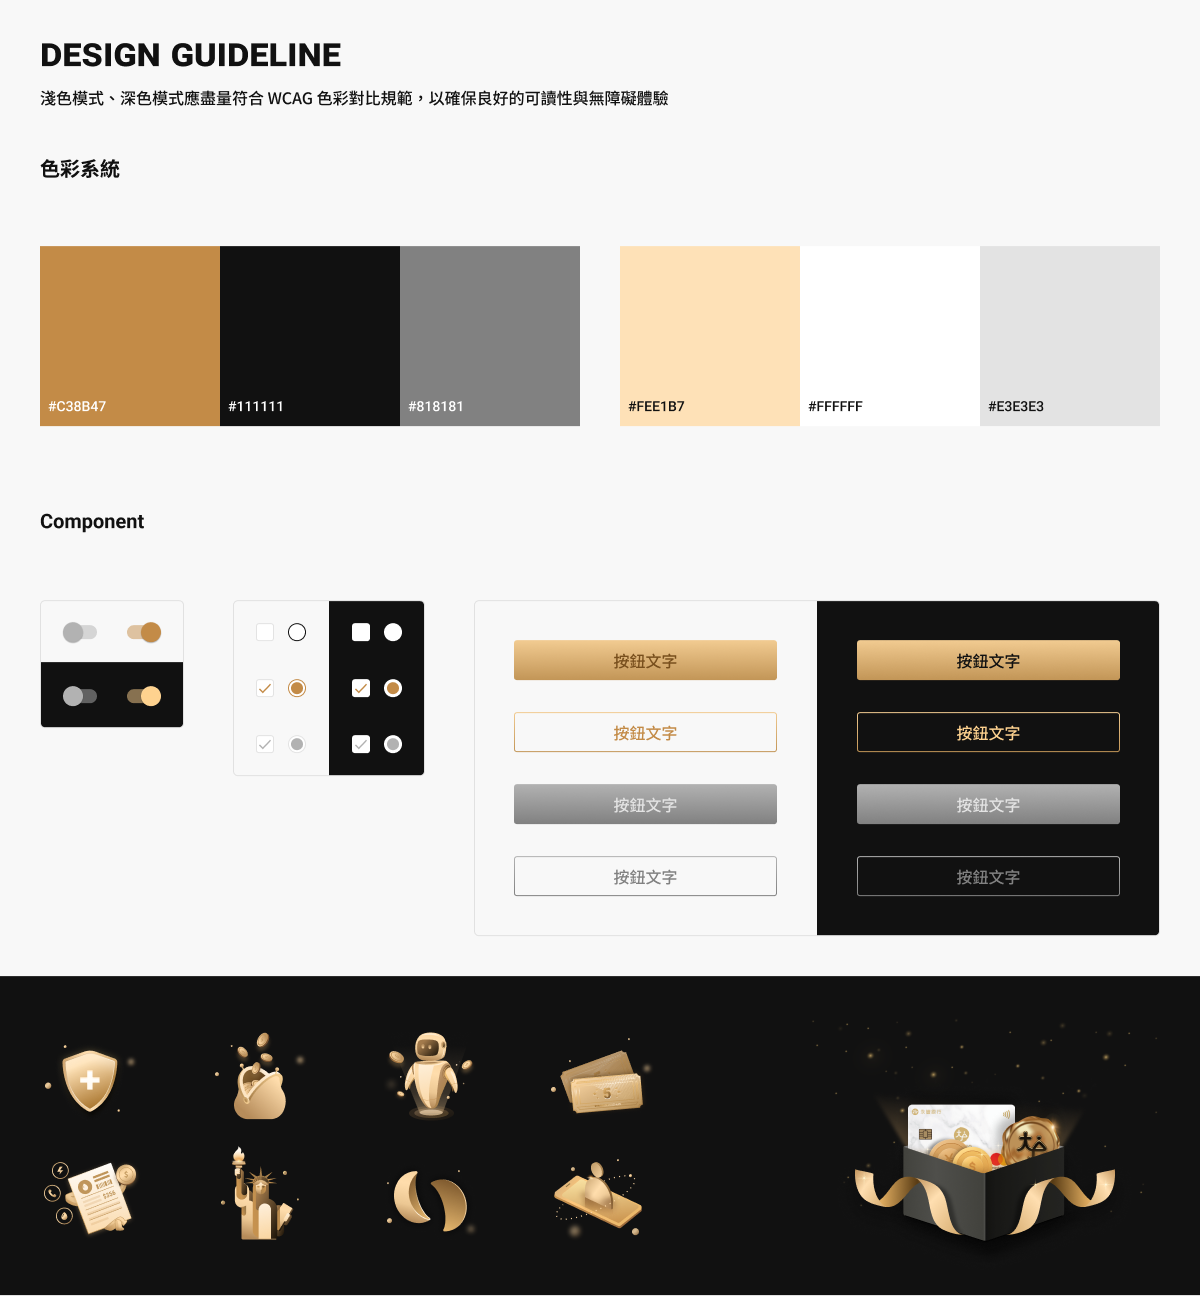 DESIGN GUIDELINE
淺色模式、深色模式應盡量符合 WCAG 色彩對比規範，以確保良好的可讀性與無障礙體驗
色彩系統
#C38B47
#111111
#818181
#FEE1B7
#FFFFFF
#E3E3E3
Component
按鈕文字
按鈕文字
按鈕文字
按鈕文字
按鈕文字
按鈕文字
按鈕文字
按鈕文字
5
$356